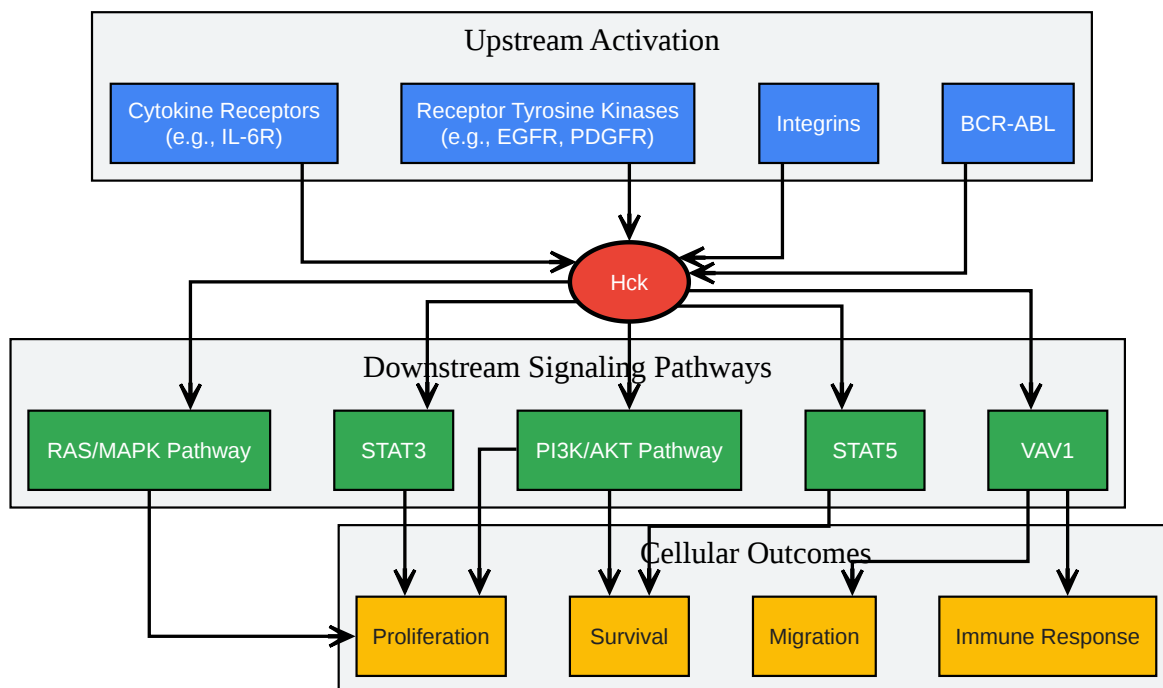 Upstream Activation
Cytokine Receptors
(e.g., IL-6R)
Receptor Tyrosine Kinases
(e.g., EGFR, PDGFR)
Integrins
BCR-ABL
Hck
Downstream Signaling Pathways
RAS/MAPK Pathway
STAT3
PI3K/AKT Pathway
STAT5
VAV1
Cellular Outcomes
Proliferation
Survival
Migration
Immune Response